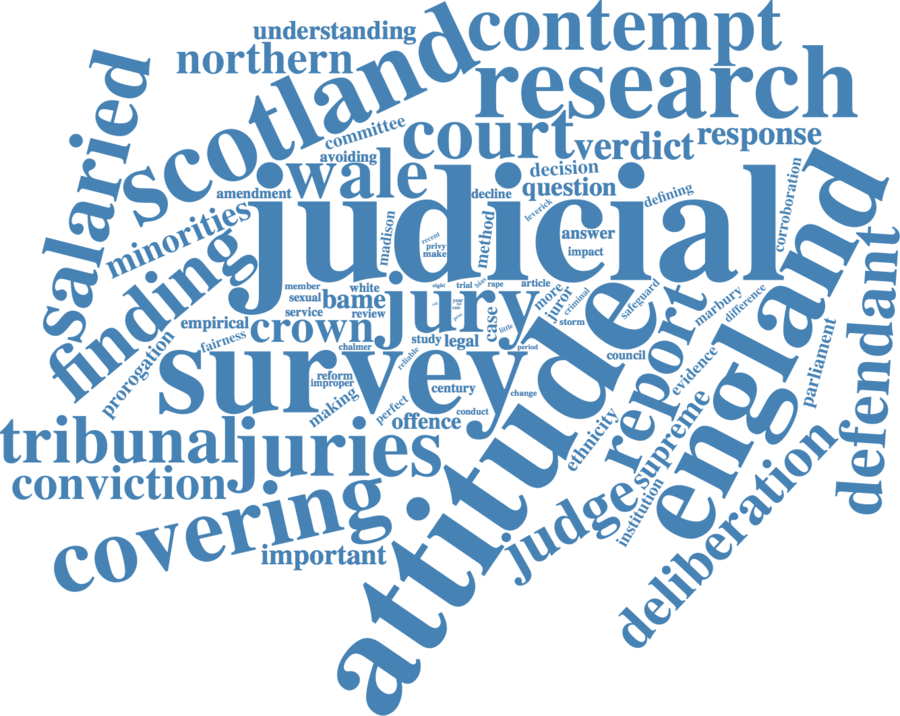 understanding
contempt
northern
scotland
research
salaried
committee
court
verdict
response
avoiding
wale
decision
amendment
judicial
decline
question
defining
corroboration
minorities
leverick
madison
method
answer
recent
privy
make
impact
england
finding
member
white
eight
trial
bias
rape
article
sexual
bame
jury
more
juror
criminal
safeguard
marbury
difference
service
review
empirical
crown
fairness
case
little
storm
study
legal
report
defendant
prorogation
chalmer
survey
reliable
period
council
parliament
reform
improper
century
change
evidence
making
perfect
offence
conduct
attitude
ethnicity
supreme
tribunal
juries
conviction
covering
judge
institution
deliberation
important